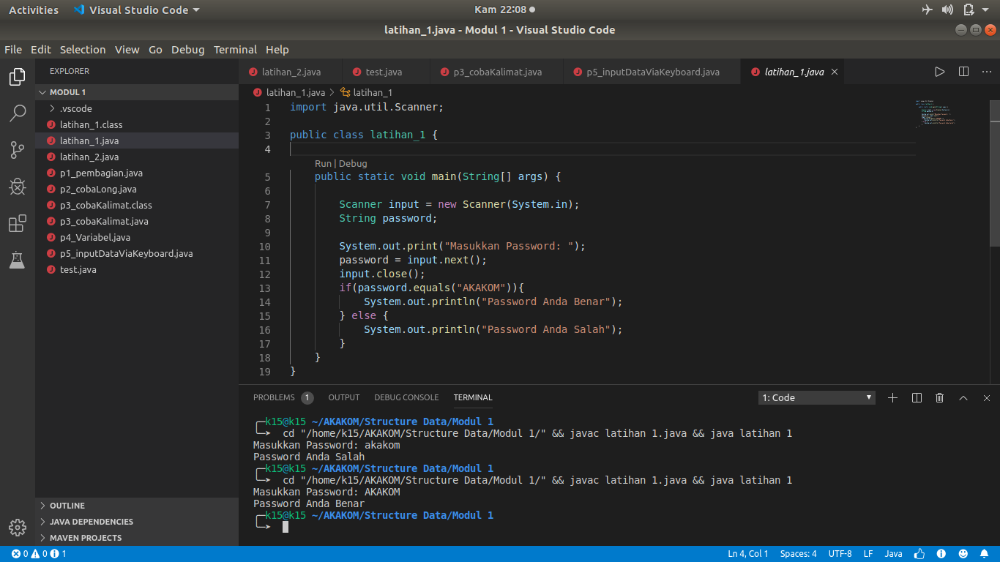 Activities Visual Studio Code Kam 22:08
latihan_1.java - Modul 1 - Visual Studio Code
File Edit Selection View Go Debug Terminal Help
EXPLORER
MODUL 1
.vscode
latihan_1.class
latihan_1.java
latihan_2.java
p1_pembagian.java
p2_cobaLong.java
p3_cobaKalimat.class
p3_cobaKalimat.java
p4_Variabel.java
p5_inputDataViaKeyboard.java
test.java
OUTLINE
JAVA DEPENDENCIES
MAVEN PROJECTS
latihan_2.java test.java p3_cobaKalimat.java p5_inputDataViaKeyboard.java latihan_1.java
latihan_1.java > latihan_1
1 import java.util.Scanner;
2
3 public class latihan_1 {
4
Run | Debug
5 public static void main(String[] args) {
6
7 Scanner input = new Scanner(System.in);
8 String password;
9
10 System.out.print("Masukkan Password: ");
11 password = input.next();
12 input.close();
13 if(password.equals("AKAKOM")){
14 System.out.println("Password Anda Benar");
15 } else {
16 System.out.println("Password Anda Salah");
17 }
18 }
19 }
PROBLEMS 1 OUTPUT DEBUG CONSOLE TERMINAL 1: Code
╭─k15@k15 ~/AKAKOM/Structure Data/Modul 1
╰─➤ cd "/home/k15/AKAKOM/Structure Data/Modul 1/" && javac latihan 1.java && java latihan 1
Masukkan Password: akakom
Password Anda Salah
╭─k15@k15 ~/AKAKOM/Structure Data/Modul 1
╰─➤ cd "/home/k15/AKAKOM/Structure Data/Modul 1/" && javac latihan 1.java && java latihan 1
Masukkan Password: AKAKOM
Password Anda Benar
╭─k15@k15 ~/AKAKOM/Structure Data/Modul 1
╰─➤
0 0 1 Ln 4, Col 1 Spaces: 4 UTF-8 LF Java